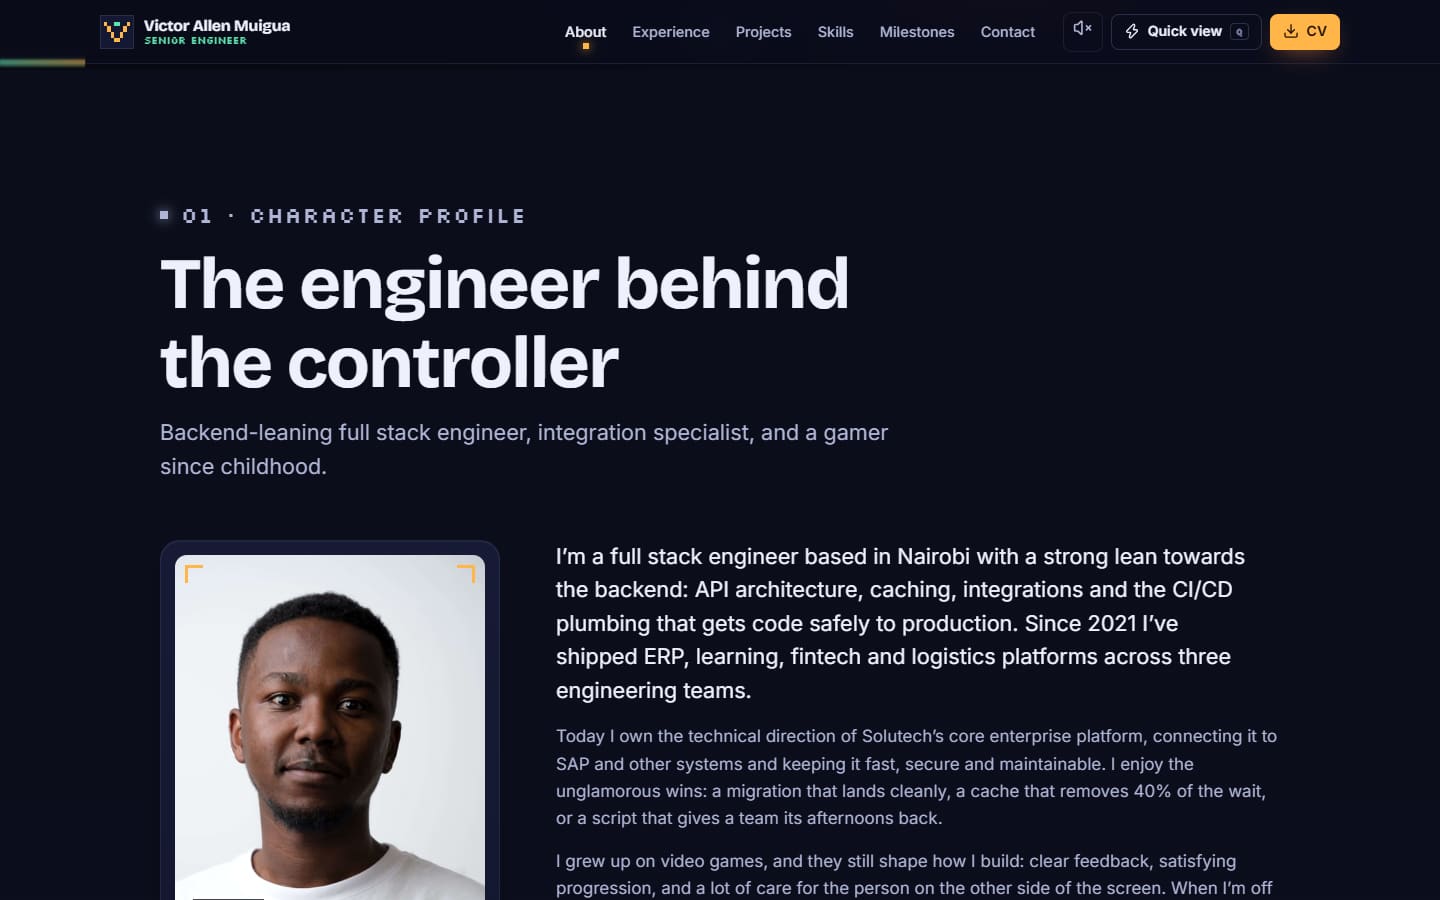 Victor Allen Muigua
SENIOR ENGINEER
About
Experience
Projects
Skills
Milestones
Contact
Quick view
Q
CV
01 · CHARACTER PROFILE
The engineer behind
the controller
Backend-leaning full stack engineer, integration specialist, and a gamer
since childhood.
I’m a full stack engineer based in Nairobi with a strong lean towards
the backend: API architecture, caching, integrations and the CI/CD
plumbing that gets code safely to production. Since 2021 I’ve
shipped ERP, learning, fintech and logistics platforms across three
engineering teams.
Today I own the technical direction of Solutech’s core enterprise platform, connecting it to
SAP and other systems and keeping it fast, secure and maintainable. I enjoy the
unglamorous wins: a migration that lands cleanly, a cache that removes 40% of the wait,
or a script that gives a team its afternoons back.
I grew up on video games, and they still shape how I build: clear feedback, satisfying
progression, and a lot of care for the person on the other side of the screen. When I’m off